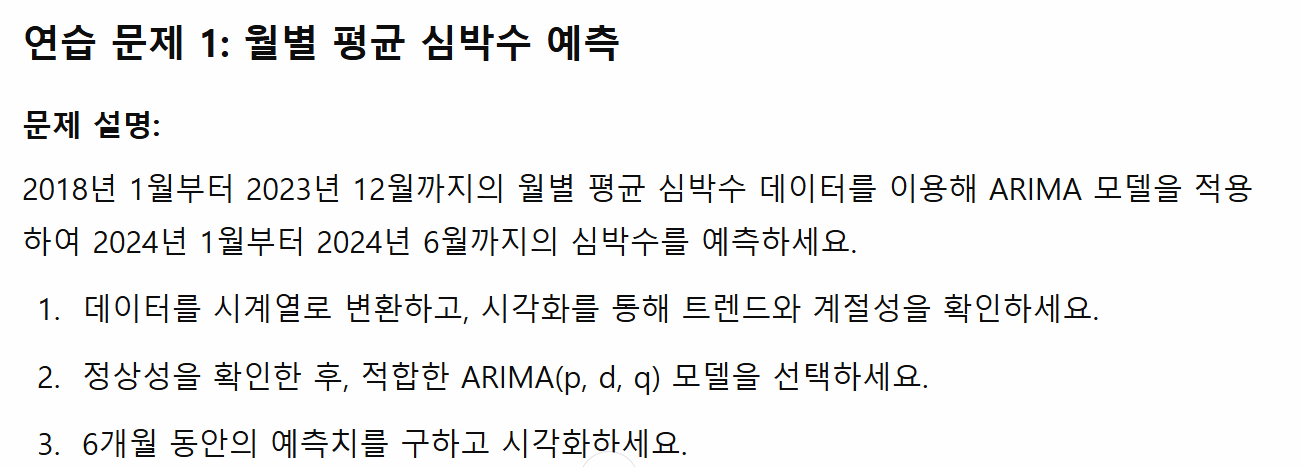 연습 문제 1: 월별 평균 심박수 예측
문제 설명:
2018년 1월부터 2023년 12월까지의 월별 평균 심박수 데이터를 이용해 ARIMA 모델을 적용
하여 2024년 1월부터 2024년 6월까지의 심박수를 예측하세요.
1. 데이터를 시계열로 변환하고, 시각화를 통해 트렌드와 계절성을 확인하세요.
2. 정상성을 확인한 후, 적합한 ARIMA(p, d, q) 모델을 선택하세요.
3. 6개월 동안의 예측치를 구하고 시각화하세요.